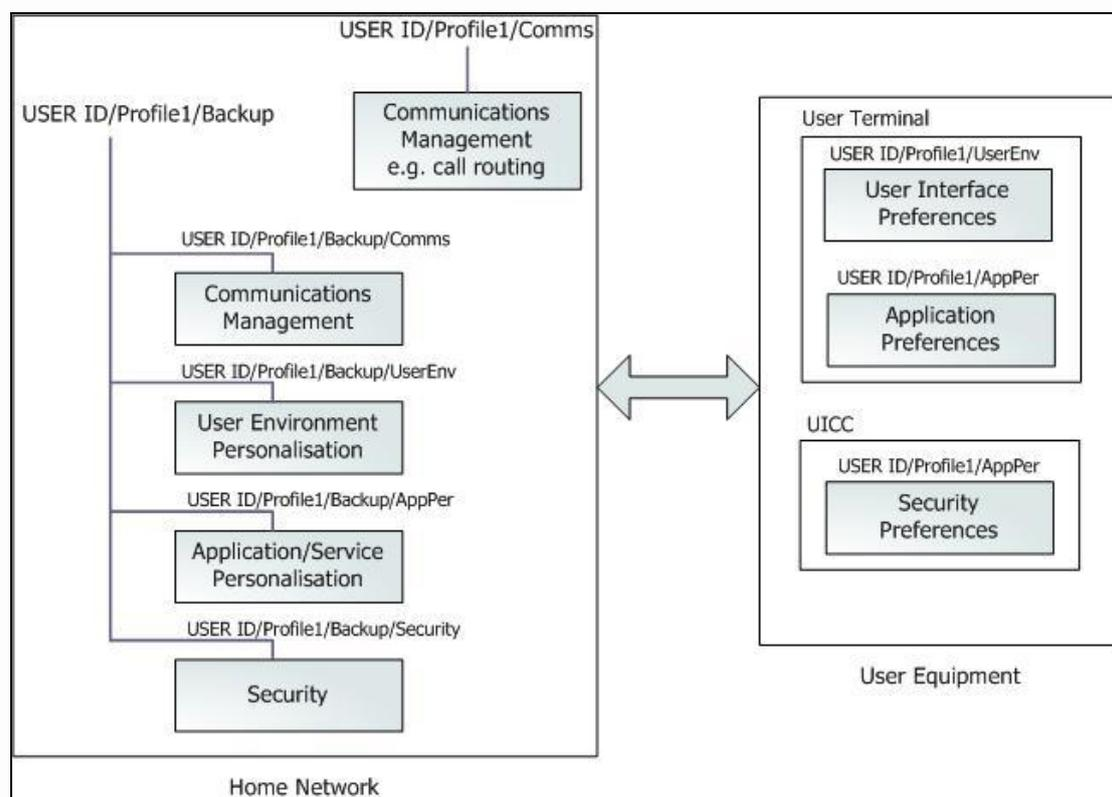 USER ID/Profile1/Comms
USER ID/Profile1/Backup
Communications
Management
e.g. call routing
USER ID/Profile1/Backup/Comms
Communications
Management
USER ID/Profile1/Backup/UserEnv
User Environment
Personalisation
USER ID/Profile1/Backup/AppPer
Application/Service
Personalisation
USER ID/Profile1/Backup/Security
Security
Home Network
User Terminal
USER ID/Profile1/UserEnv
User Interface
Preferences
USER ID/Profile1/AppPer
Application
Preferences
UICC
USER ID/Profile1/AppPer
Security
Preferences
User Equipment